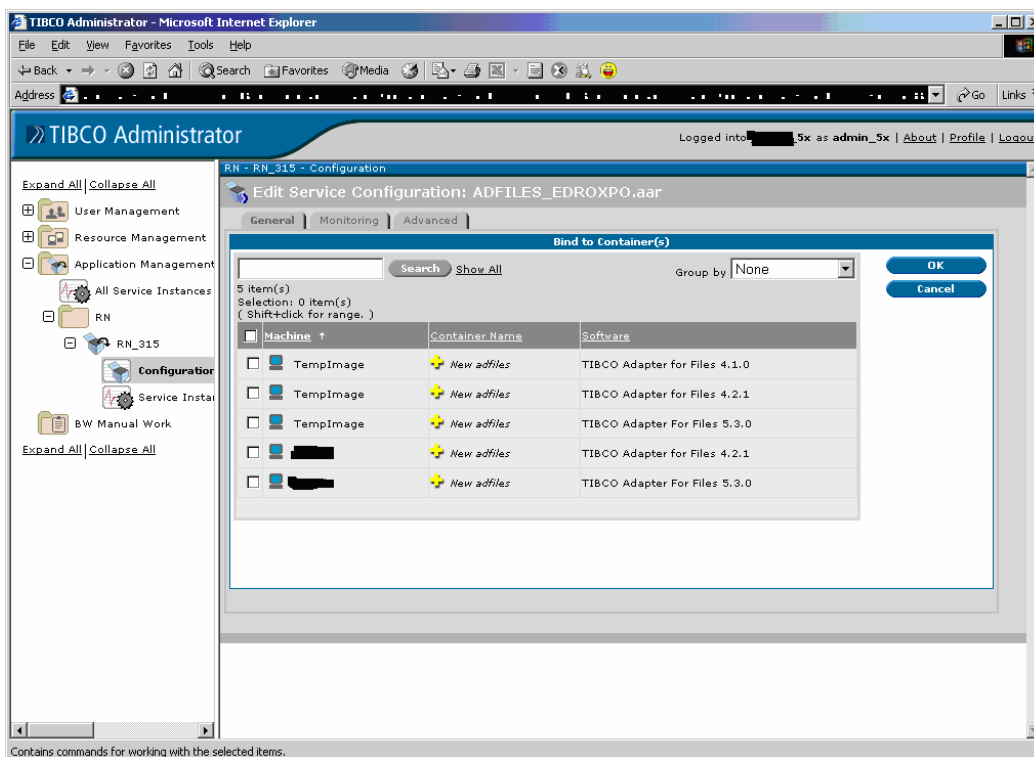 TIBCO Administrator - Microsoft Internet Explorer
File Edit View Favorites Tools Help
Back Search Favorites Media
Address Go Links
TIBCO Administrator
Logged into 5x as admin_5x | About | Profile | Logou
Expand All | Collapse All
User Management
Resource Management
Application Management
All Service Instances
RN
RN_315
Configuration
Service Instan
BW Manual Work
Expand All | Collapse All
RN - RN_315 - Configuration
Edit Service Configuration: ADFILES_EDROXPO.aar
General Monitoring Advanced
Bind to Container(s)
Search Show All Group by None
OK
Cancel
5 item(s)
Selection: 0 item(s)
( Shift+click for range. )
Machine Container Name Software
TempImage New adfiles TIBCO Adapter for Files 4.1.0
TempImage New adfiles TIBCO Adapter for Files 4.2.1
TempImage New adfiles TIBCO Adapter For Files 5.3.0
New adfiles TIBCO Adapter for Files 4.2.1
New adfiles TIBCO Adapter For Files 5.3.0
Contains commands for working with the selected items.